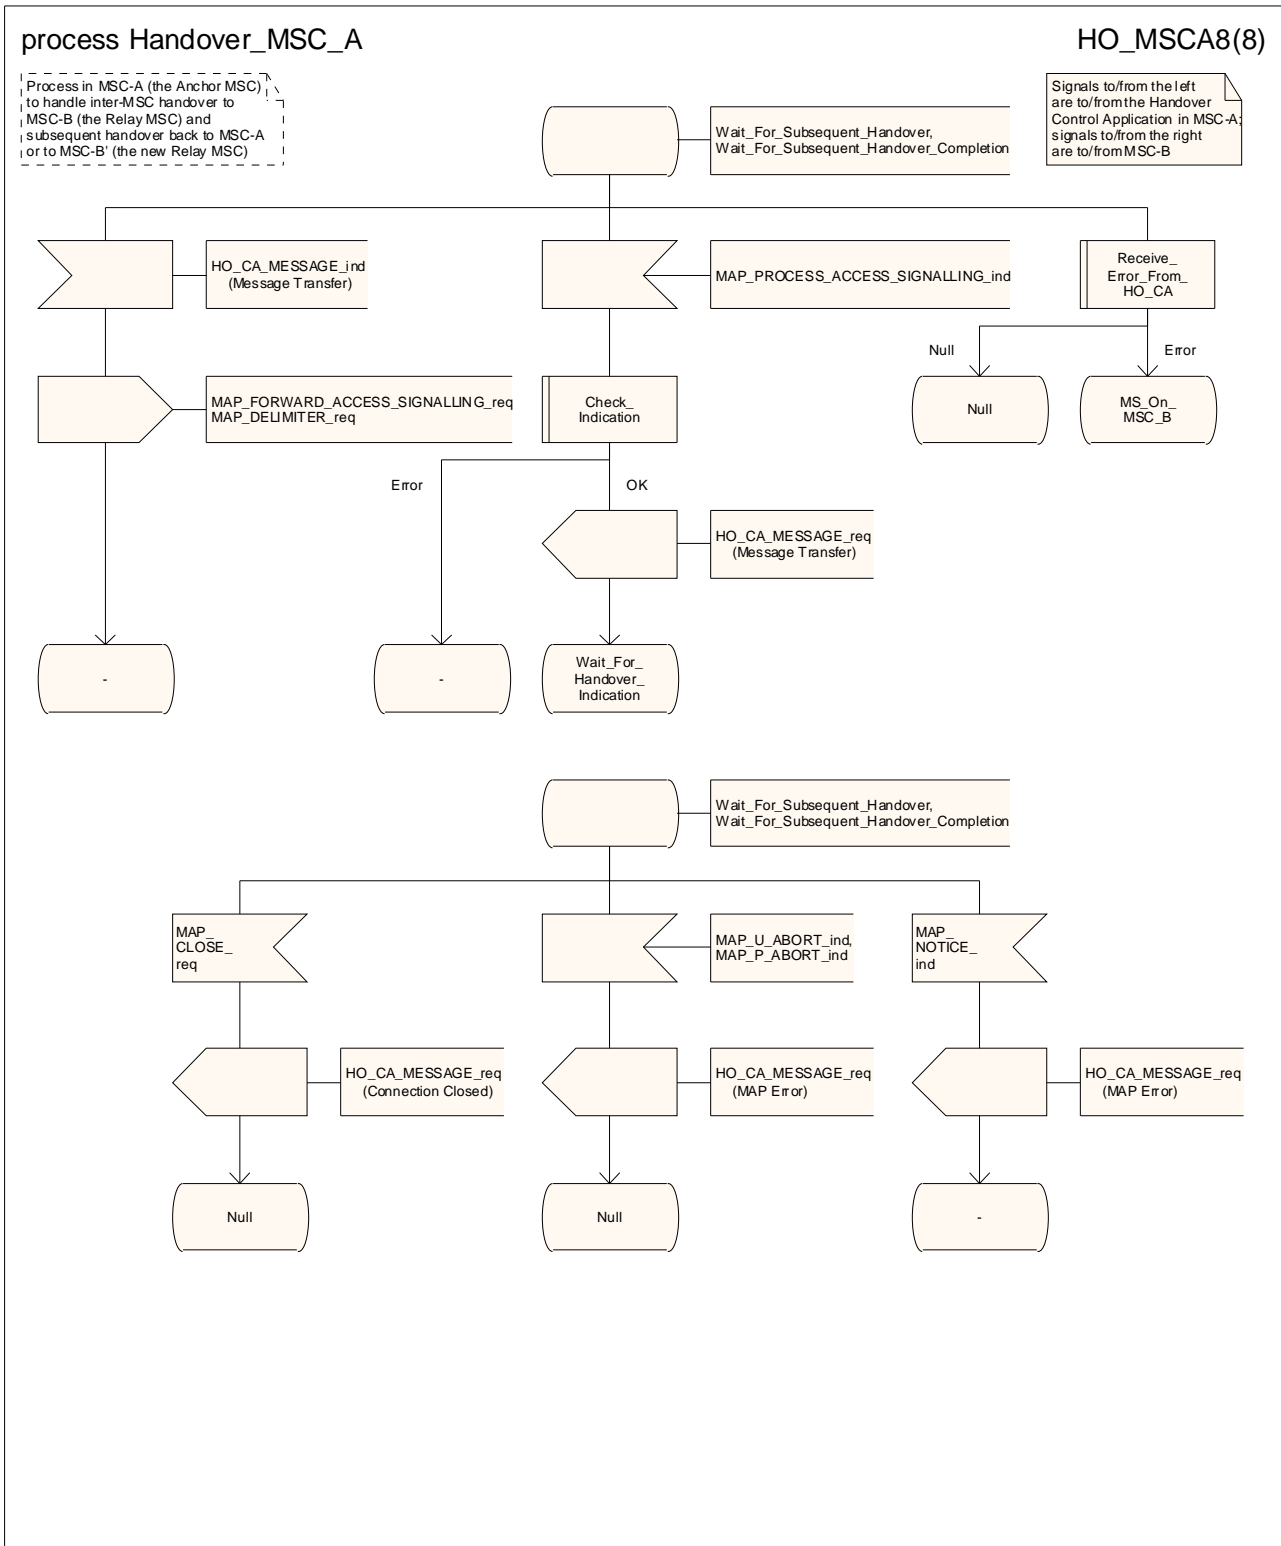 process Handover_MSC_A
HO_MSCA8(8)
Process in MSC-A (the Anchor MSC)
to handle inter-MSC handover to
MSC-B (the Relay MSC) and
subsequent handover back to MSC-A
or to MSC-B' (the new Relay MSC)
Signals to/from the left
are to/from the Handover
Control Application in MSC-A;
signals to/from the right
are to/from MSC-B
Wait_For_Subsequent_Handover,
Wait_For_Subsequent_Handover_Completion
HO_CA_MESSAGE_ind
(Message Transfer)
MAP_PROCESS_ACCESS_SIGNALLING_ind
Receive_
Error_From_
HO_CA
Null
Error
MAP_FORWARD_ACCESS_SIGNALLING_req
MAP_DELIMITER_req
Check_
Indication
Null
MS_On_
MSC_B
Error
OK
HO_CA_MESSAGE_req
(Message Transfer)
-
-
Wait_For_
Handover_
Indication
Wait_For_Subsequent_Handover,
Wait_For_Subsequent_Handover_Completion
MAP_
CLOSE_
req
MAP_U_ABORT_ind,
MAP_P_ABORT_ind
MAP_
NOTICE_
ind
HO_CA_MESSAGE_req
(Connection Closed)
HO_CA_MESSAGE_req
(MAP Error)
HO_CA_MESSAGE_req
(MAP Error)
Null
Null
-